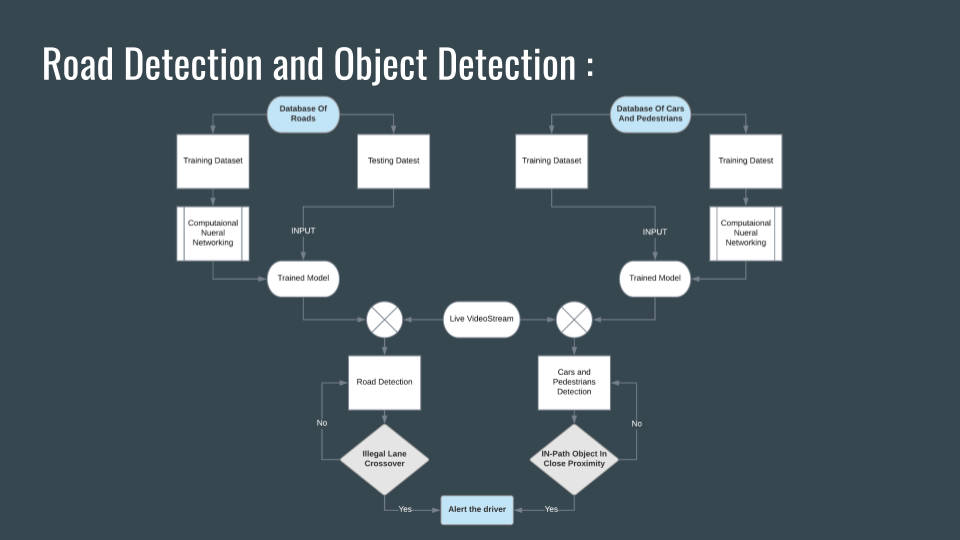 Road Detection and Object Detection :
Database Of
Roads
Database Of Cars
And Pedestrians
Training Dataset
Testing Datest
Training Dataset
Training Datest
Computaional
Nueral
Networking
INPUT
INPUT
Computaional
Nueral
Networking
Trained Model
Trained Model
Live VideoStream
Road Detection
Cars and
Pedestrians
Detection
No
No
Illegal Lane
Crossover
IN-Path Object In
Close Proximity
Yes
Alert the driver
Yes